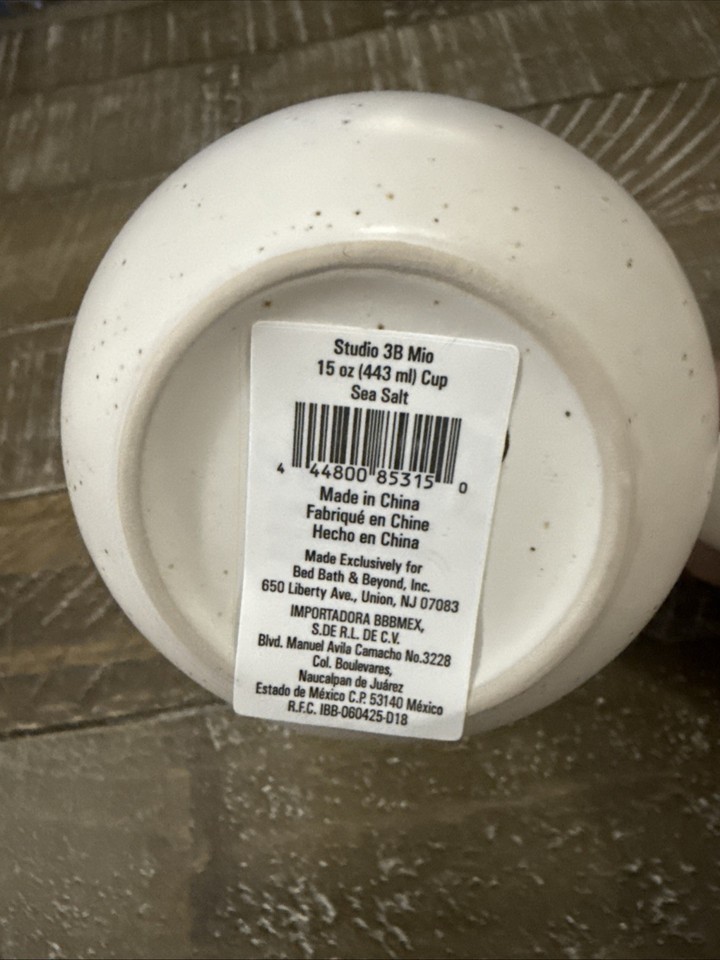 Studio 3B Mio
15 oz (443 ml) Cup
Sea Salt
4 44800 85315 0
Made in China
Fabriqué en Chine
Hecho en China
Made Exclusively for
Bed Bath & Beyond, Inc.
650 Liberty Ave., Union, NJ 07083
IMPORTADORA BBBMEX,
S.DE R.L. DE C.V.
Blvd. Manuel Avila Camacho No.3228
Col. Boulevares,
Naucalpan de Juárez
Estado de México C.P. 53140 México
R.F.C. IBB-060425-D18